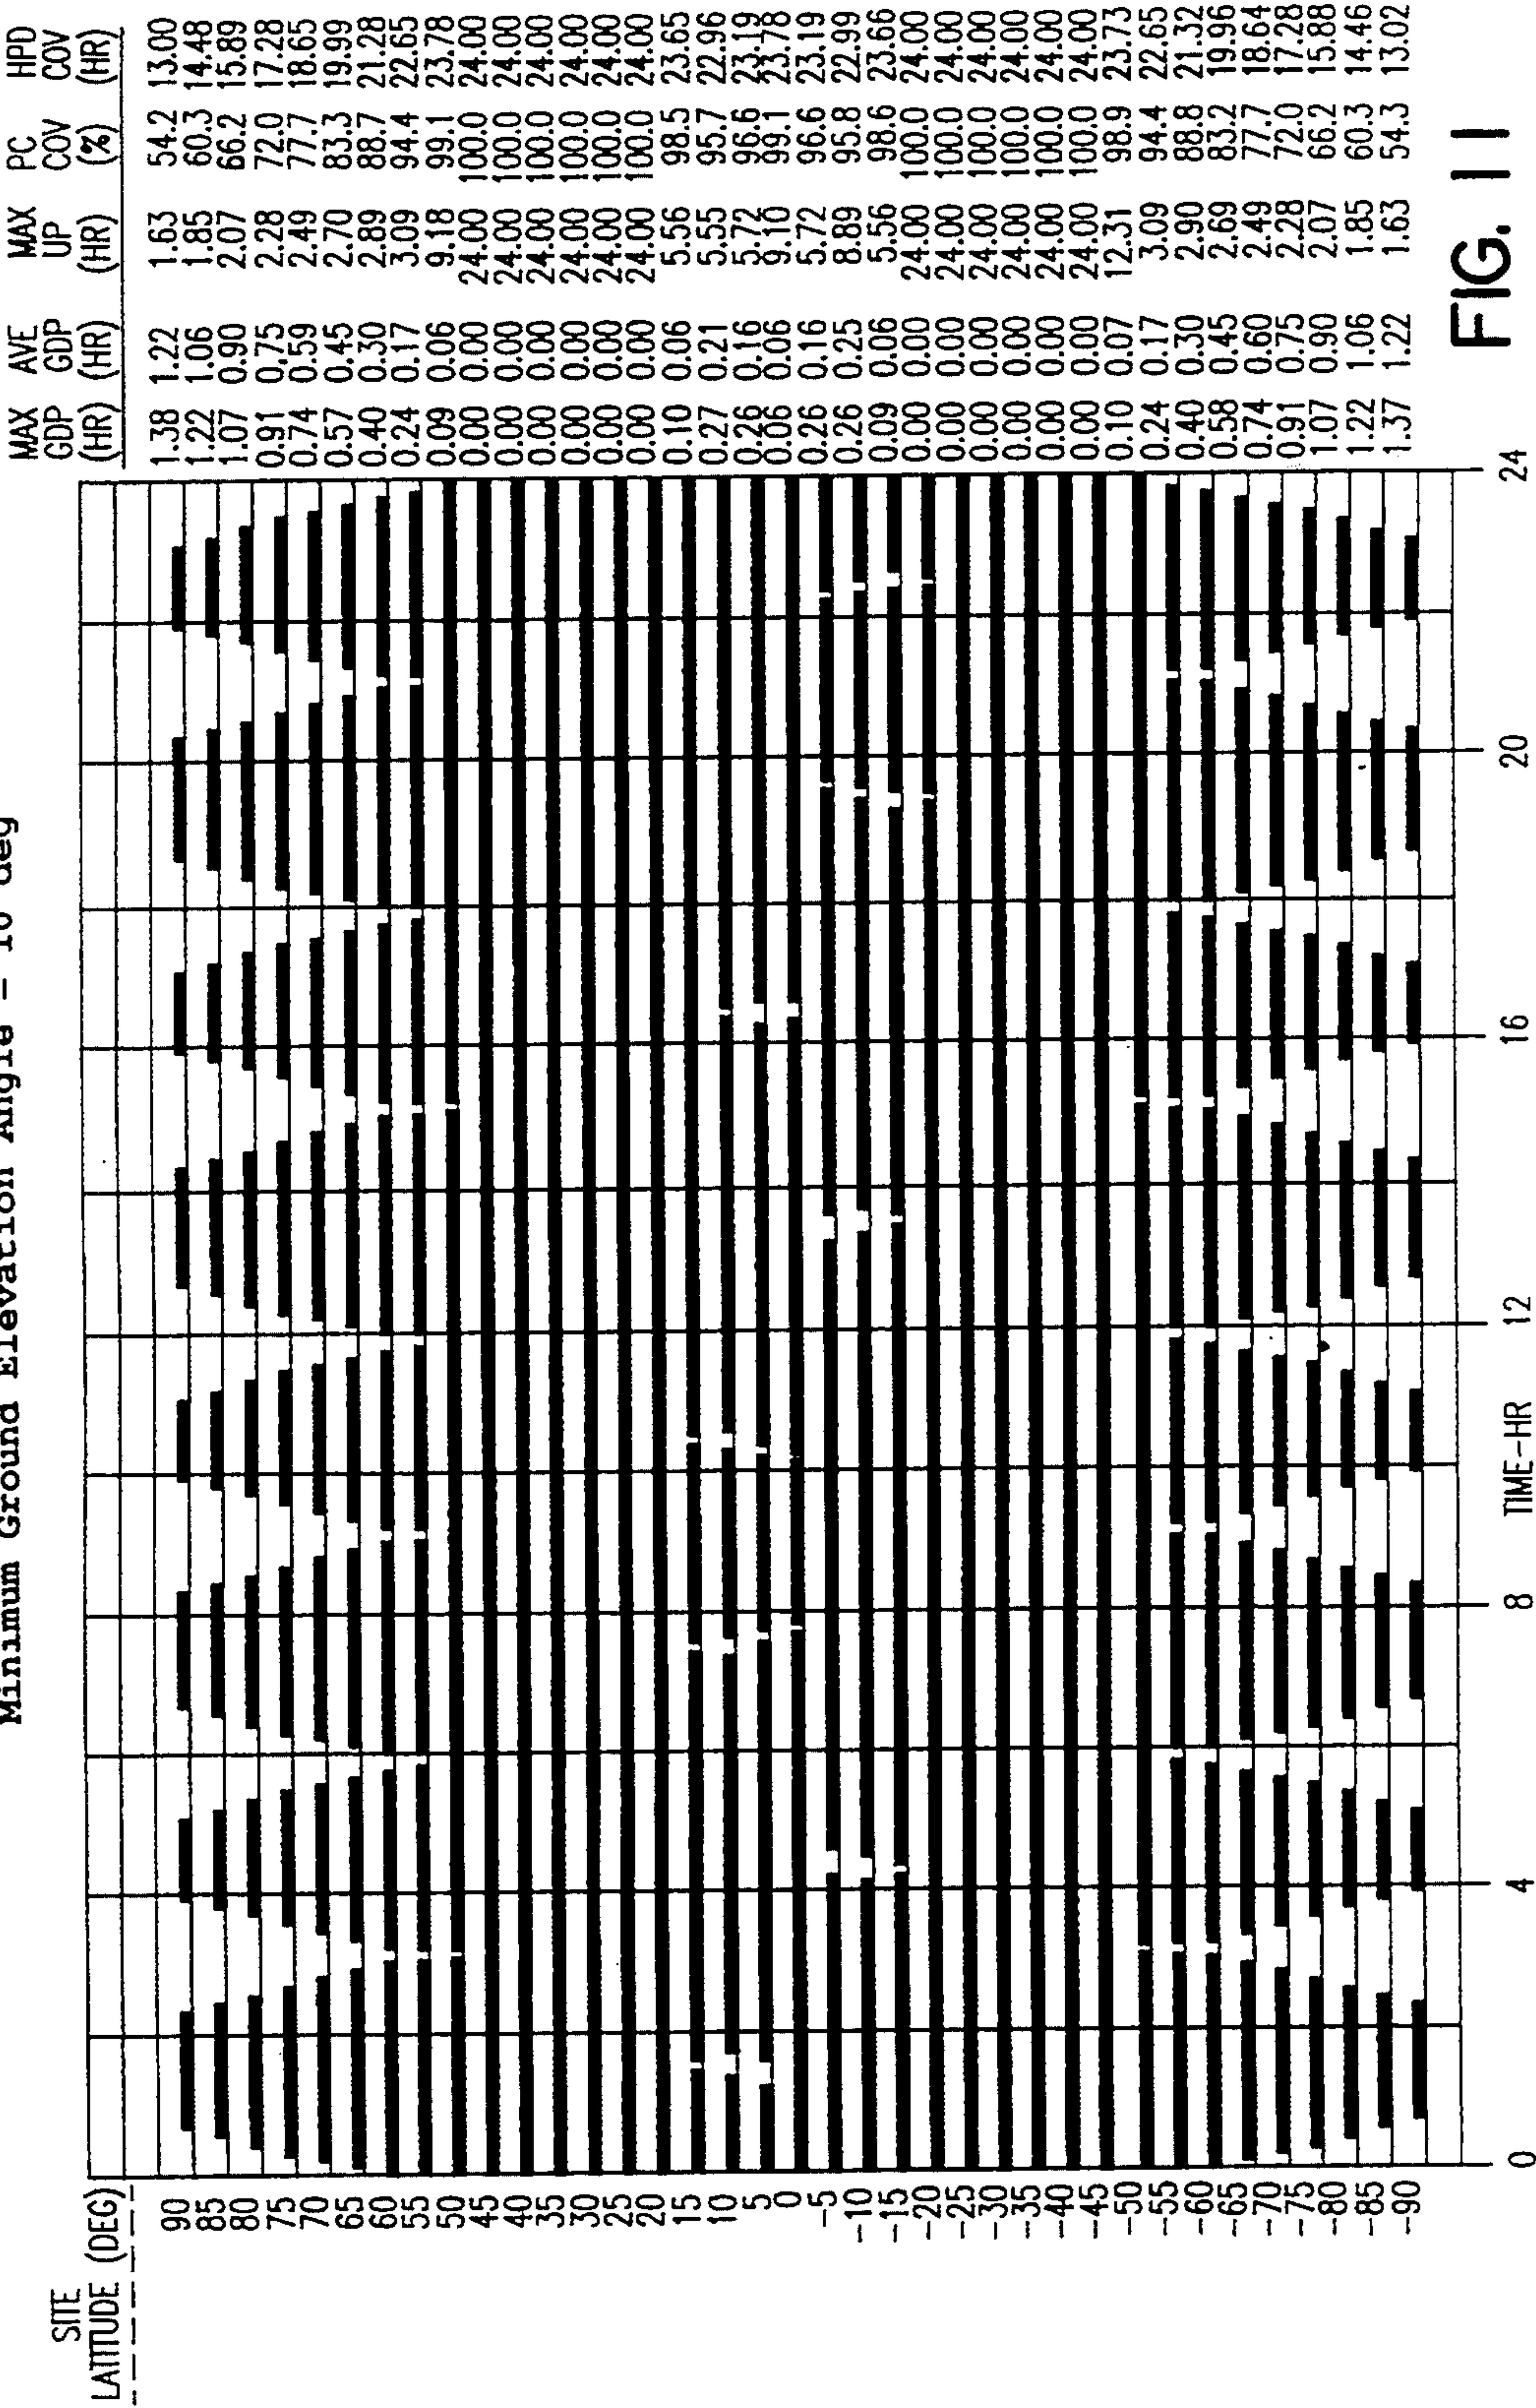 Minimum Ground Elevation Angle = 10 deg
MAX AVE MAX PC HPD
SITE GDP GDP UP COV COV
LATITUDE (DEG) (HR) (HR) (HR) (%) (HR)
90 1.38 1.22 1.63 54.2 13.00
85 1.22 1.06 1.85 60.3 14.48
80 1.07 0.90 2.07 66.2 15.89
75 0.91 0.75 2.28 72.0 17.28
70 0.74 0.59 2.49 77.7 18.65
65 0.57 0.45 2.70 83.3 19.99
60 0.40 0.30 2.89 88.7 21.28
55 0.24 0.17 3.09 94.4 22.65
50 0.09 0.06 9.18 99.1 23.78
45 0.00 0.00 24.00 100.0 24.00
40 0.00 0.00 24.00 100.0 24.00
35 0.00 0.00 24.00 100.0 24.00
30 0.00 0.00 24.00 100.0 24.00
25 0.00 0.00 24.00 100.0 24.00
20 0.00 0.00 24.00 100.0 24.00
15 0.10 0.06 5.56 98.5 23.65
10 0.27 0.21 5.55 95.7 22.96
5 0.26 0.16 5.72 96.6 23.19
0 0.06 0.06 9.10 99.1 23.78
-5 0.26 0.16 5.72 96.6 23.19
-10 0.26 0.25 8.89 95.8 22.99
-15 0.09 0.06 5.56 98.6 23.66
-20 0.00 0.00 24.00 100.0 24.00
-25 0.00 0.00 24.00 100.0 24.00
-30 0.00 0.00 24.00 100.0 24.00
-35 0.00 0.00 24.00 100.0 24.00
-40 0.00 0.00 24.00 100.0 24.00
-45 0.00 0.00 24.00 100.0 24.00
-50 0.10 0.07 12.31 98.9 23.73
-55 0.24 0.17 3.09 94.4 22.65
-60 0.40 0.30 2.90 88.8 21.32
-65 0.58 0.45 2.69 83.2 19.96
-70 0.74 0.60 2.49 77.7 18.64
-75 0.91 0.75 2.28 72.0 17.28
-80 1.07 0.90 2.07 66.2 15.88
-85 1.22 1.06 1.85 60.3 14.46
-90 1.37 1.22 1.63 54.3 13.02
0 4 8 TIME-HR 12 16 20 24
FIG. 11